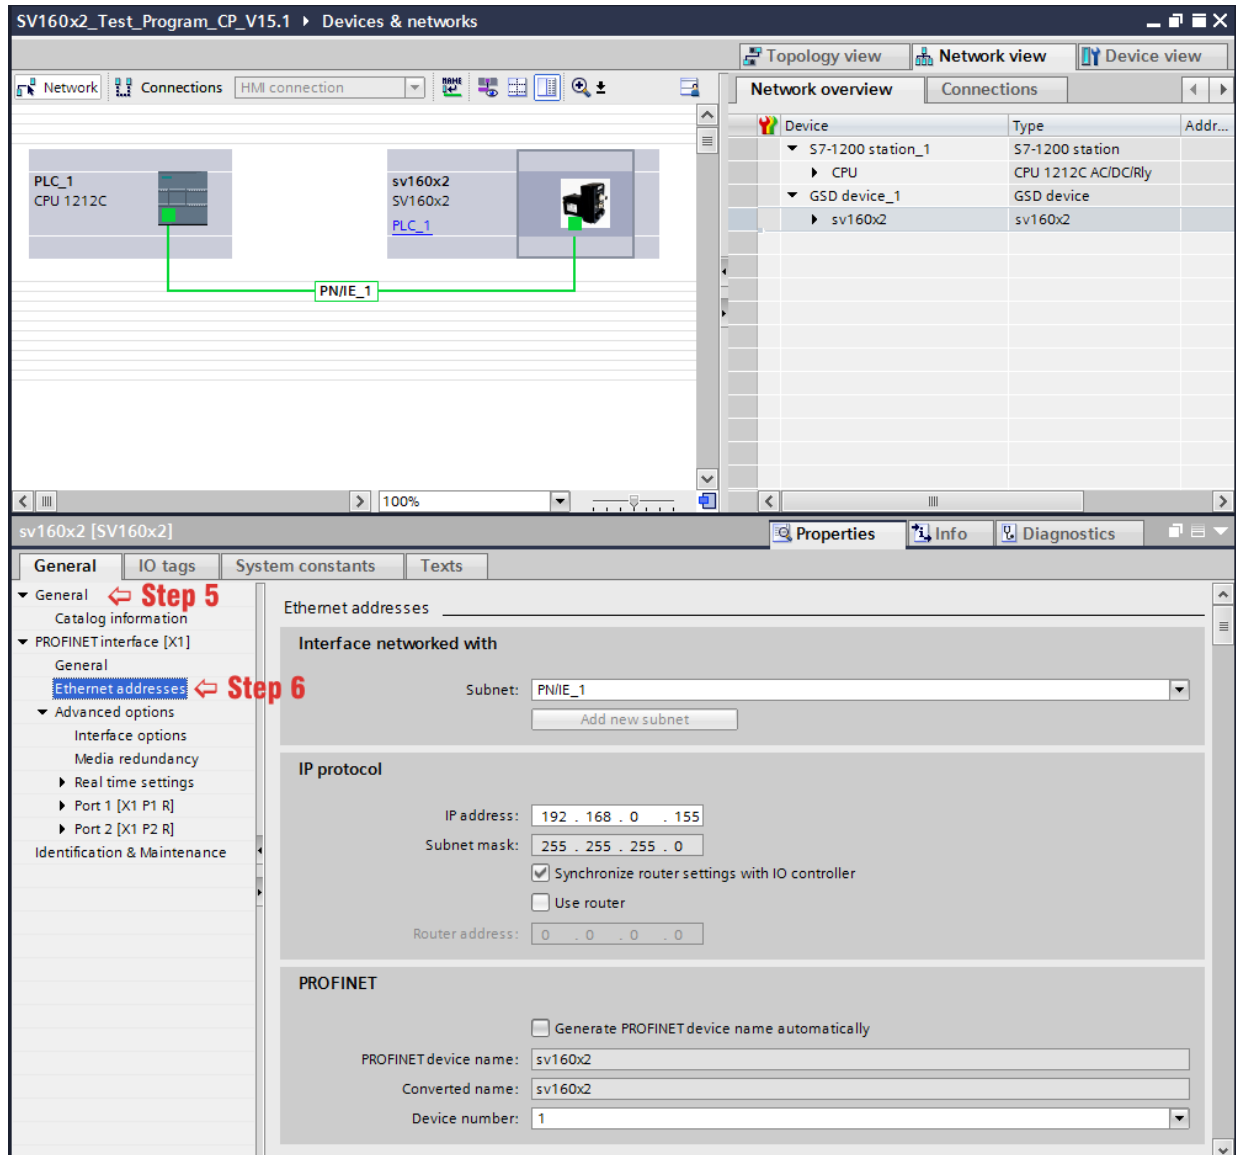 SV160x2_Test_Program_CP_V15.1 ▸ Devices & networks
Topology view
Network view
Device view
Network
Connections
HMI connection
Network overview
Connections
Device
Type
Addr...
S7-1200 station_1
S7-1200 station
CPU
CPU 1212C AC/DC/Rly
GSD device_1
GSD device
sv160x2
sv160x2
PLC_1
CPU 1212C
sv160x2
SV160x2
PLC_1
PN/IE_1
100%
sv160x2 [SV160x2]
Properties
Info
Diagnostics
General
IO tags
System constants
Texts
General
Step 5
Catalog information
PROFINET interface [X1]
General
Ethernet addresses
Step 6
Advanced options
Interface options
Media redundancy
Real time settings
Port 1 [X1 P1 R]
Port 2 [X1 P2 R]
Identification & Maintenance
Ethernet addresses
Interface networked with
Subnet: PN/IE_1
Add new subnet
IP protocol
IP address: 192 . 168 . 0 . 155
Subnet mask: 255 . 255 . 255 . 0
Synchronize router settings with IO controller
Use router
Router address: 0 . 0 . 0 . 0
PROFINET
Generate PROFINET device name automatically
PROFINET device name: sv160x2
Converted name: sv160x2
Device number: 1